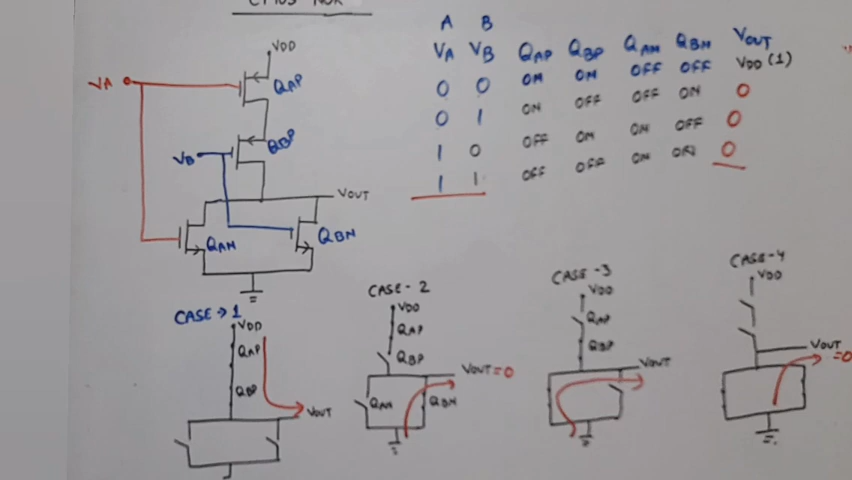 CMOS NOR
VDD
VA
QAP
VB
QBP
VOUT
QAN
QBN
A B
VA VB QAP QBP QAN QBN VOUT
0 0 ON ON OFF OFF VDD (1)
0 1 ON OFF OFF ON 0
1 0 OFF ON ON OFF 0
1 1 OFF OFF ON ON 0
CASE → 1
VDD
QAP
QBP
VOUT
CASE - 2
VDD
QAP
QBP
VOUT = 0
QAN QBN
CASE - 3
VDD
QAP
QBP
VOUT
CASE - 4
VDD
VOUT
= 0